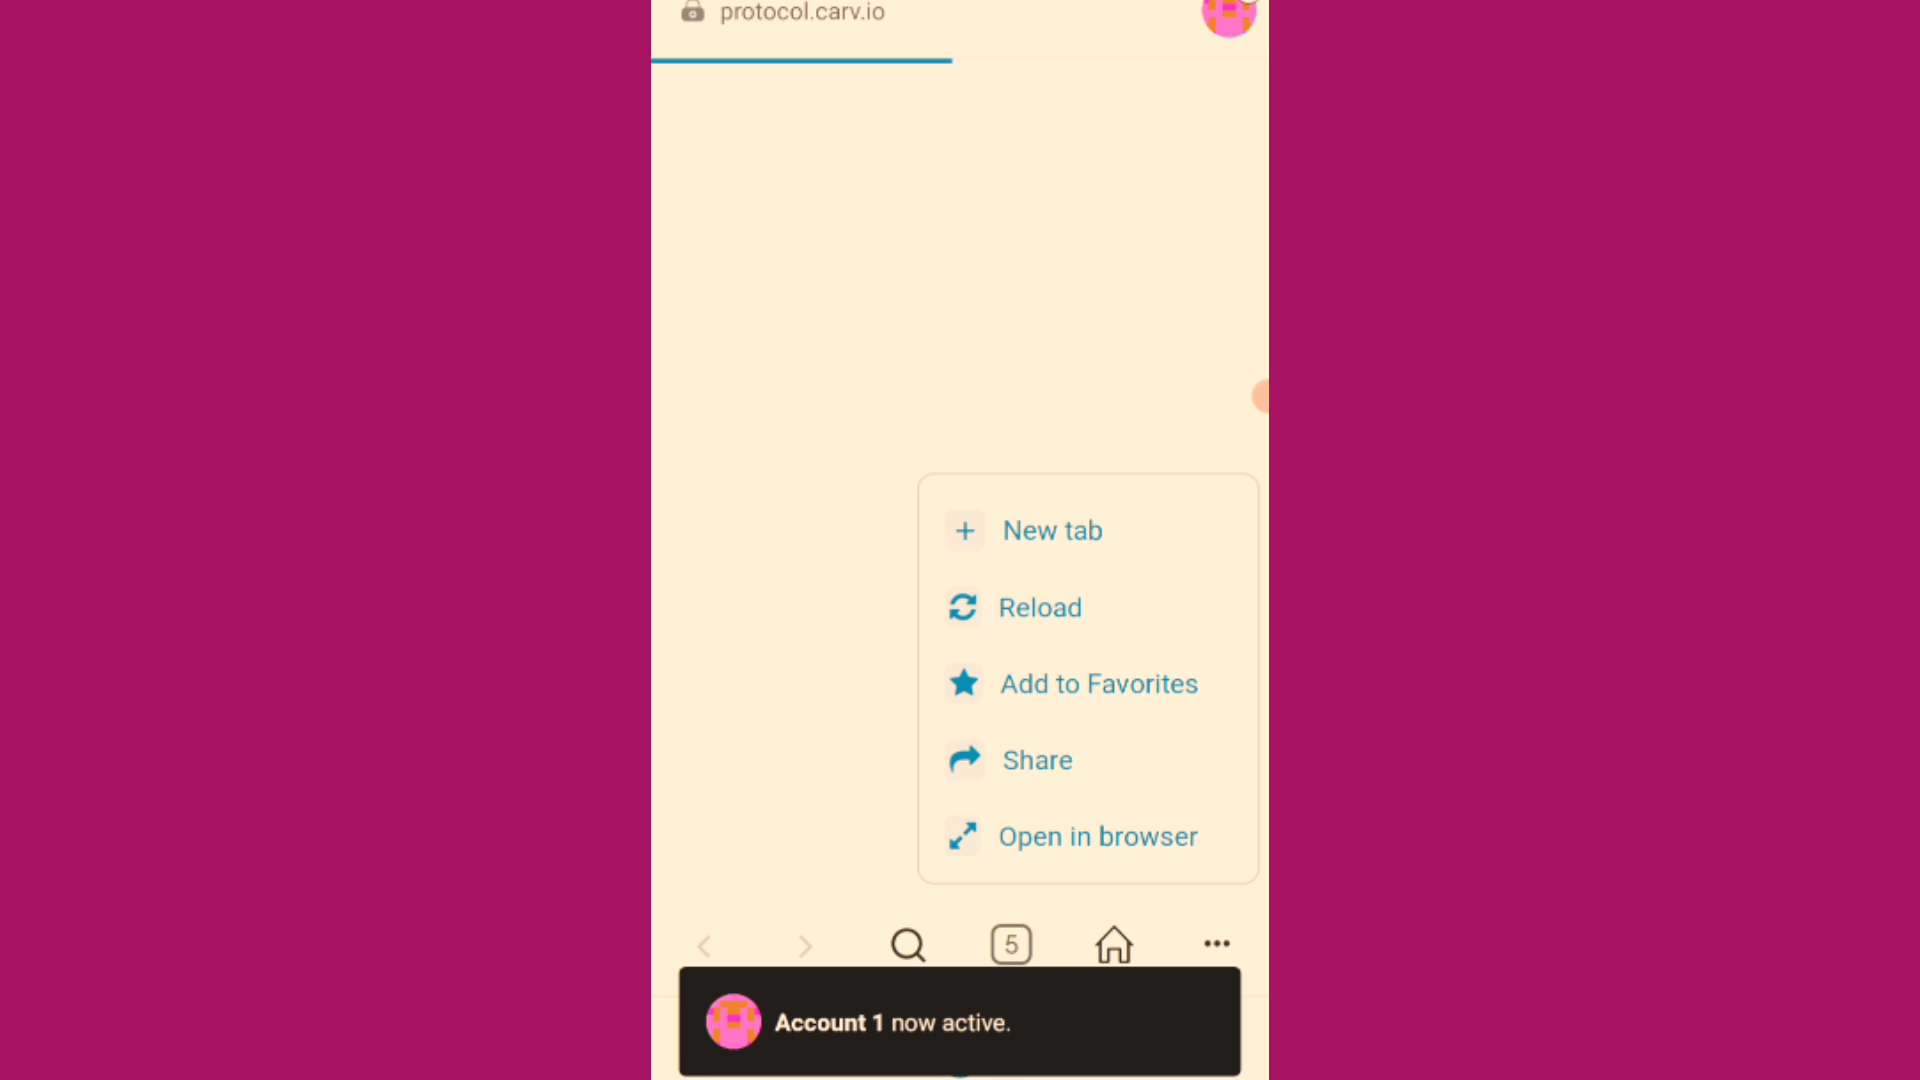 protocol.carv.io
New tab
Reload
Add to Favorites
Share
Open in browser
5
Account 1 now active.